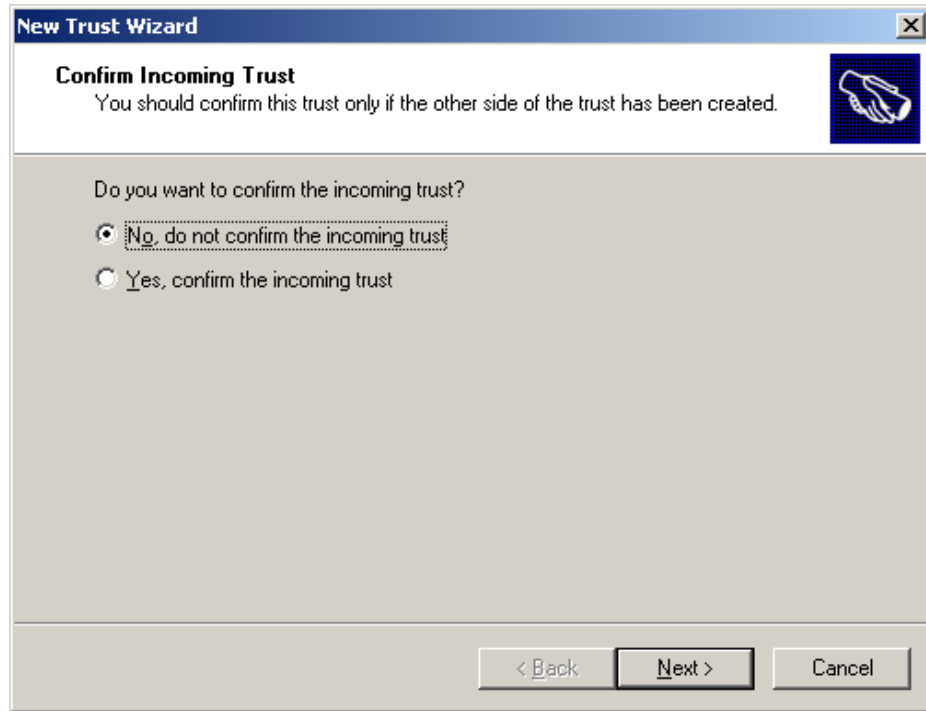 New Trust Wizard
Confirm Incoming Trust
You should confirm this trust only if the other side of the trust has been created.
Do you want to confirm the incoming trust?
No, do not confirm the incoming trust
Yes, confirm the incoming trust
< Back Next > Cancel